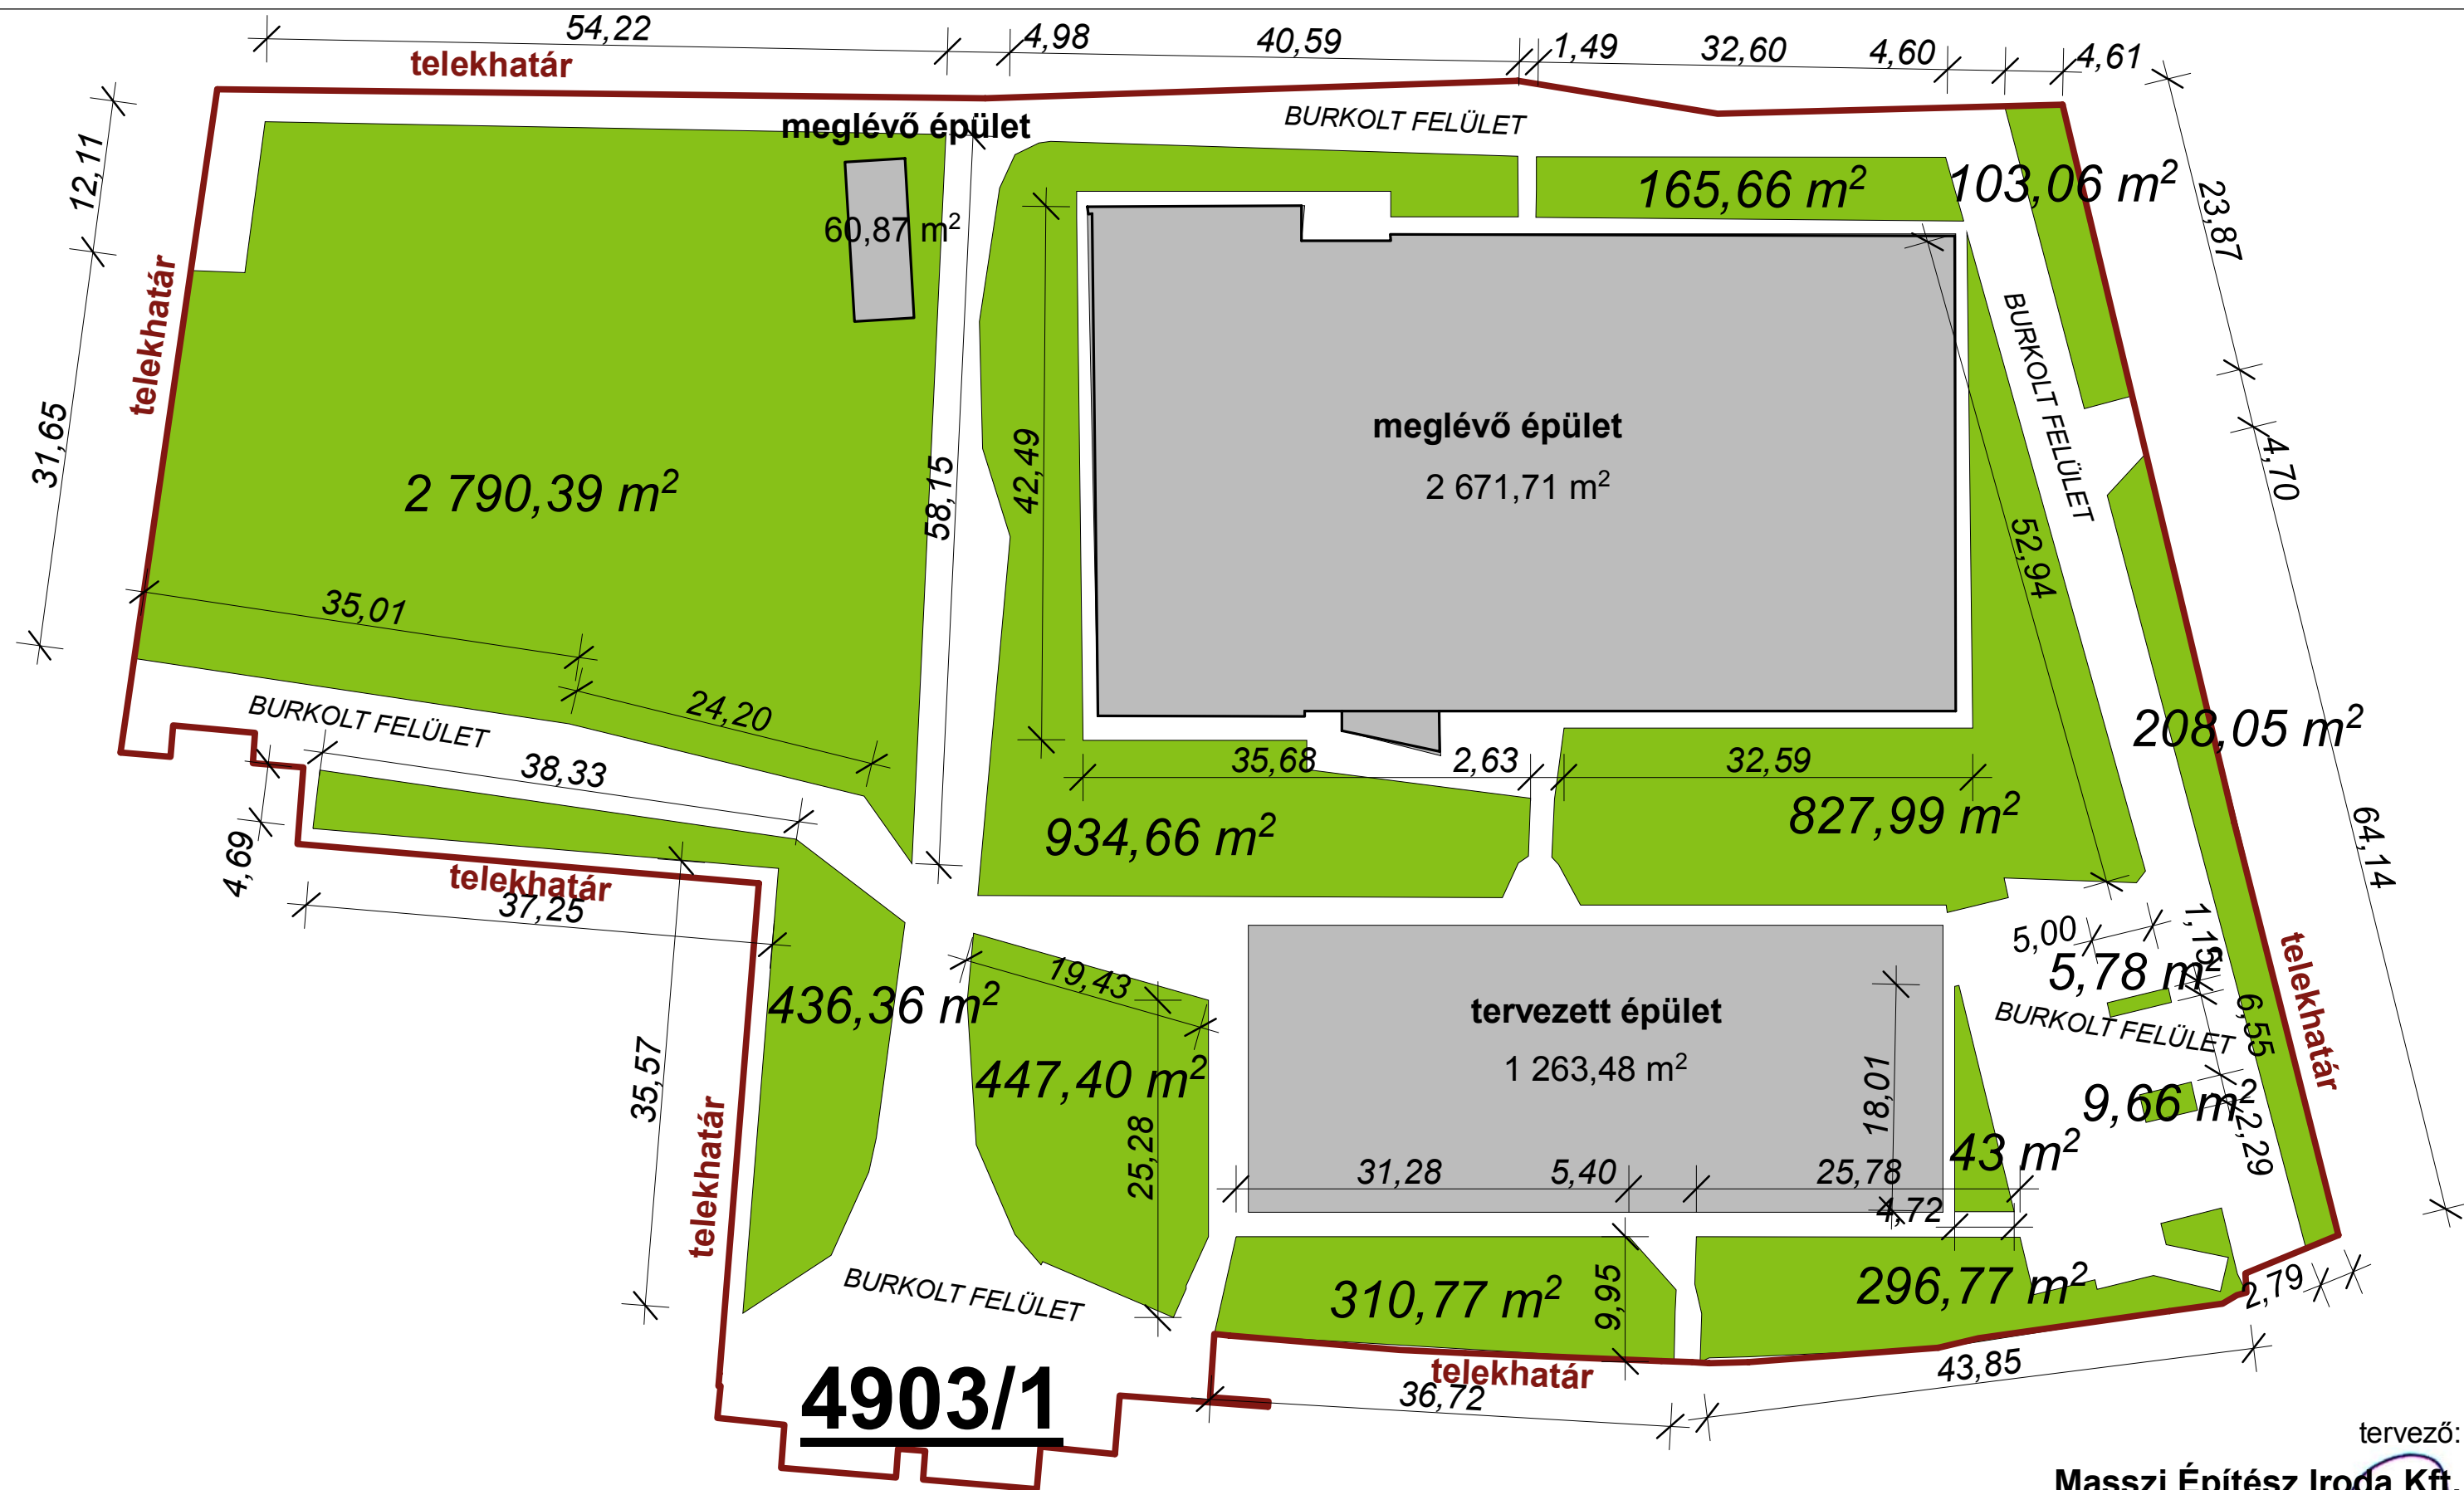 54,22
4,98
40,59
1,49
32,60
4,60
4,61
telekhatár
meglévő épület
BURKOLT FELÜLET
12,11
165,66 m²
103,06 m²
60,87 m²
23,87
telekhatár
31,65
BURKOLT FELÜLET
meglévő épület
2 671,71 m²
2 790,39 m²
58,15
42,49
4,70
52,94
35,01
24,20
BURKOLT FELÜLET
38,33
35,68
2,63
32,59
208,05 m²
934,66 m²
827,99 m²
4,69
64,14
telekhatár
37,25
5,00
1,15
telekhatár
436,36 m²
19,43
5,78 m²
tervezett épület
1 263,48 m²
BURKOLT FELÜLET
6,55
35,57
447,40 m²
18,01
9,66 m²
2,29
25,28
43 m²
telekhatár
31,28
5,40
25,78
4,72
BURKOLT FELÜLET
310,77 m²
9,95
296,77 m²
2,79
telekhatár
43,85
36,72
4903/1
tervező:
Masszi Építész Iroda Kft.